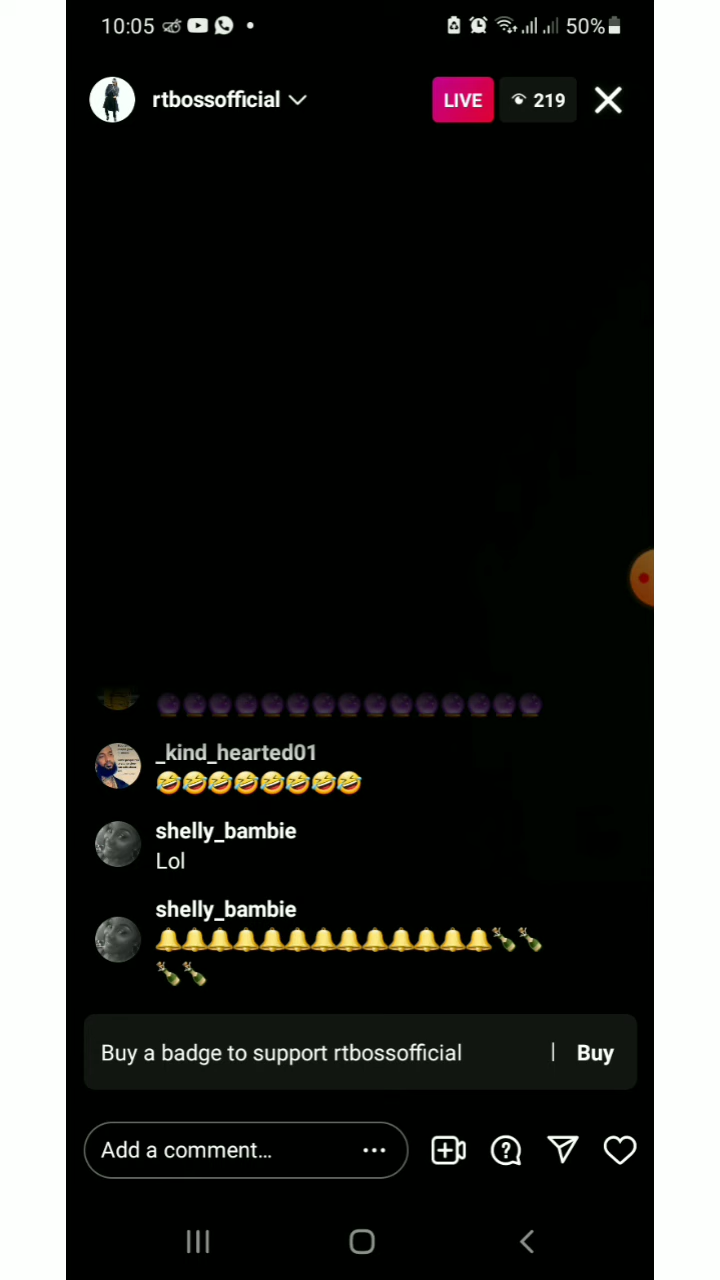 10:05 50%
rtbossofficial LIVE 219
_kind_hearted01
🤣🤣🤣🤣🤣🤣🤣🤣
shelly_bambie
Lol
shelly_bambie
🔔🔔🔔🔔🔔🔔🔔🔔🔔🔔🔔🔔🔔🍾🍾
🍾🍾
Buy a badge to support rtbossofficial | Buy
Add a comment...